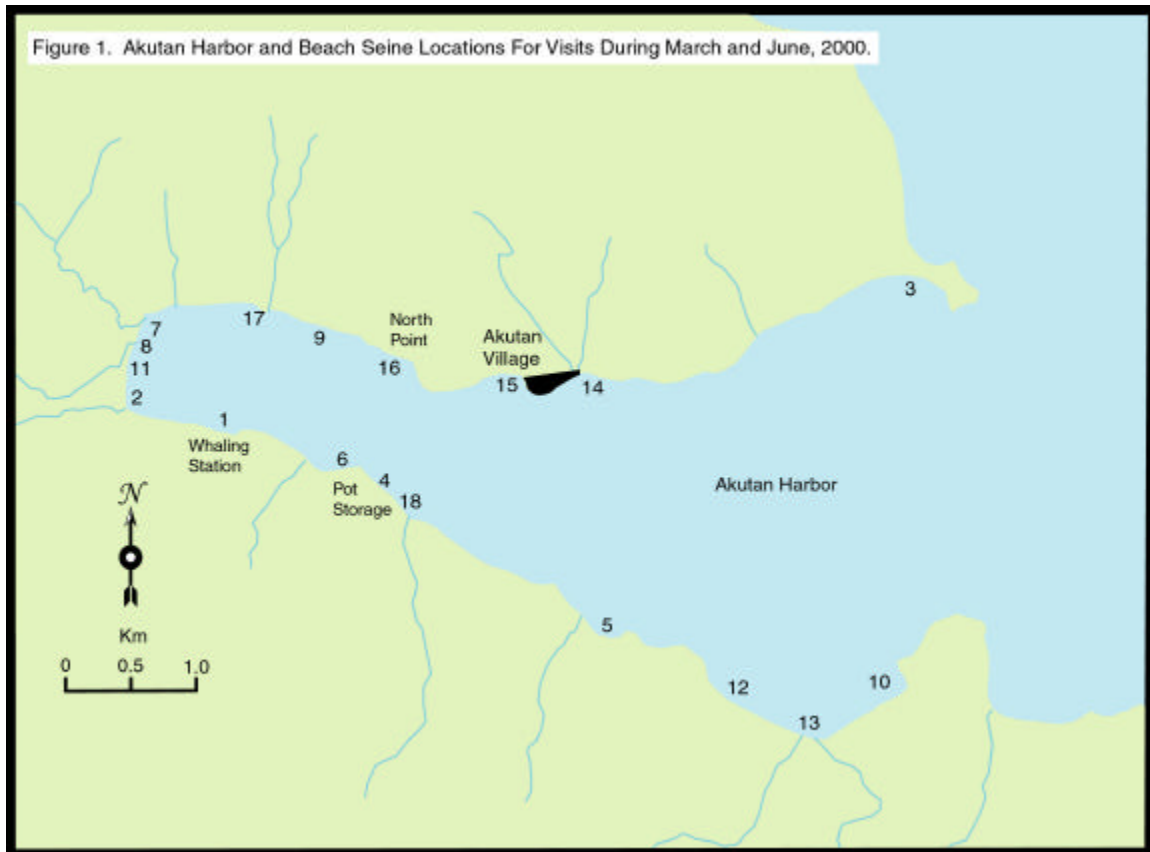 Figure 1. Akutan Harbor and Beach Seine Locations For Visits During March and June, 2000.
3
17
North
Point
7
9
Akutan
Village
8
11
16
15
14
2
1
Whaling
Station
6
4
Pot
Storage
18
Akutan Harbor
N
Km
0 0.5 1.0
5
12
10
13